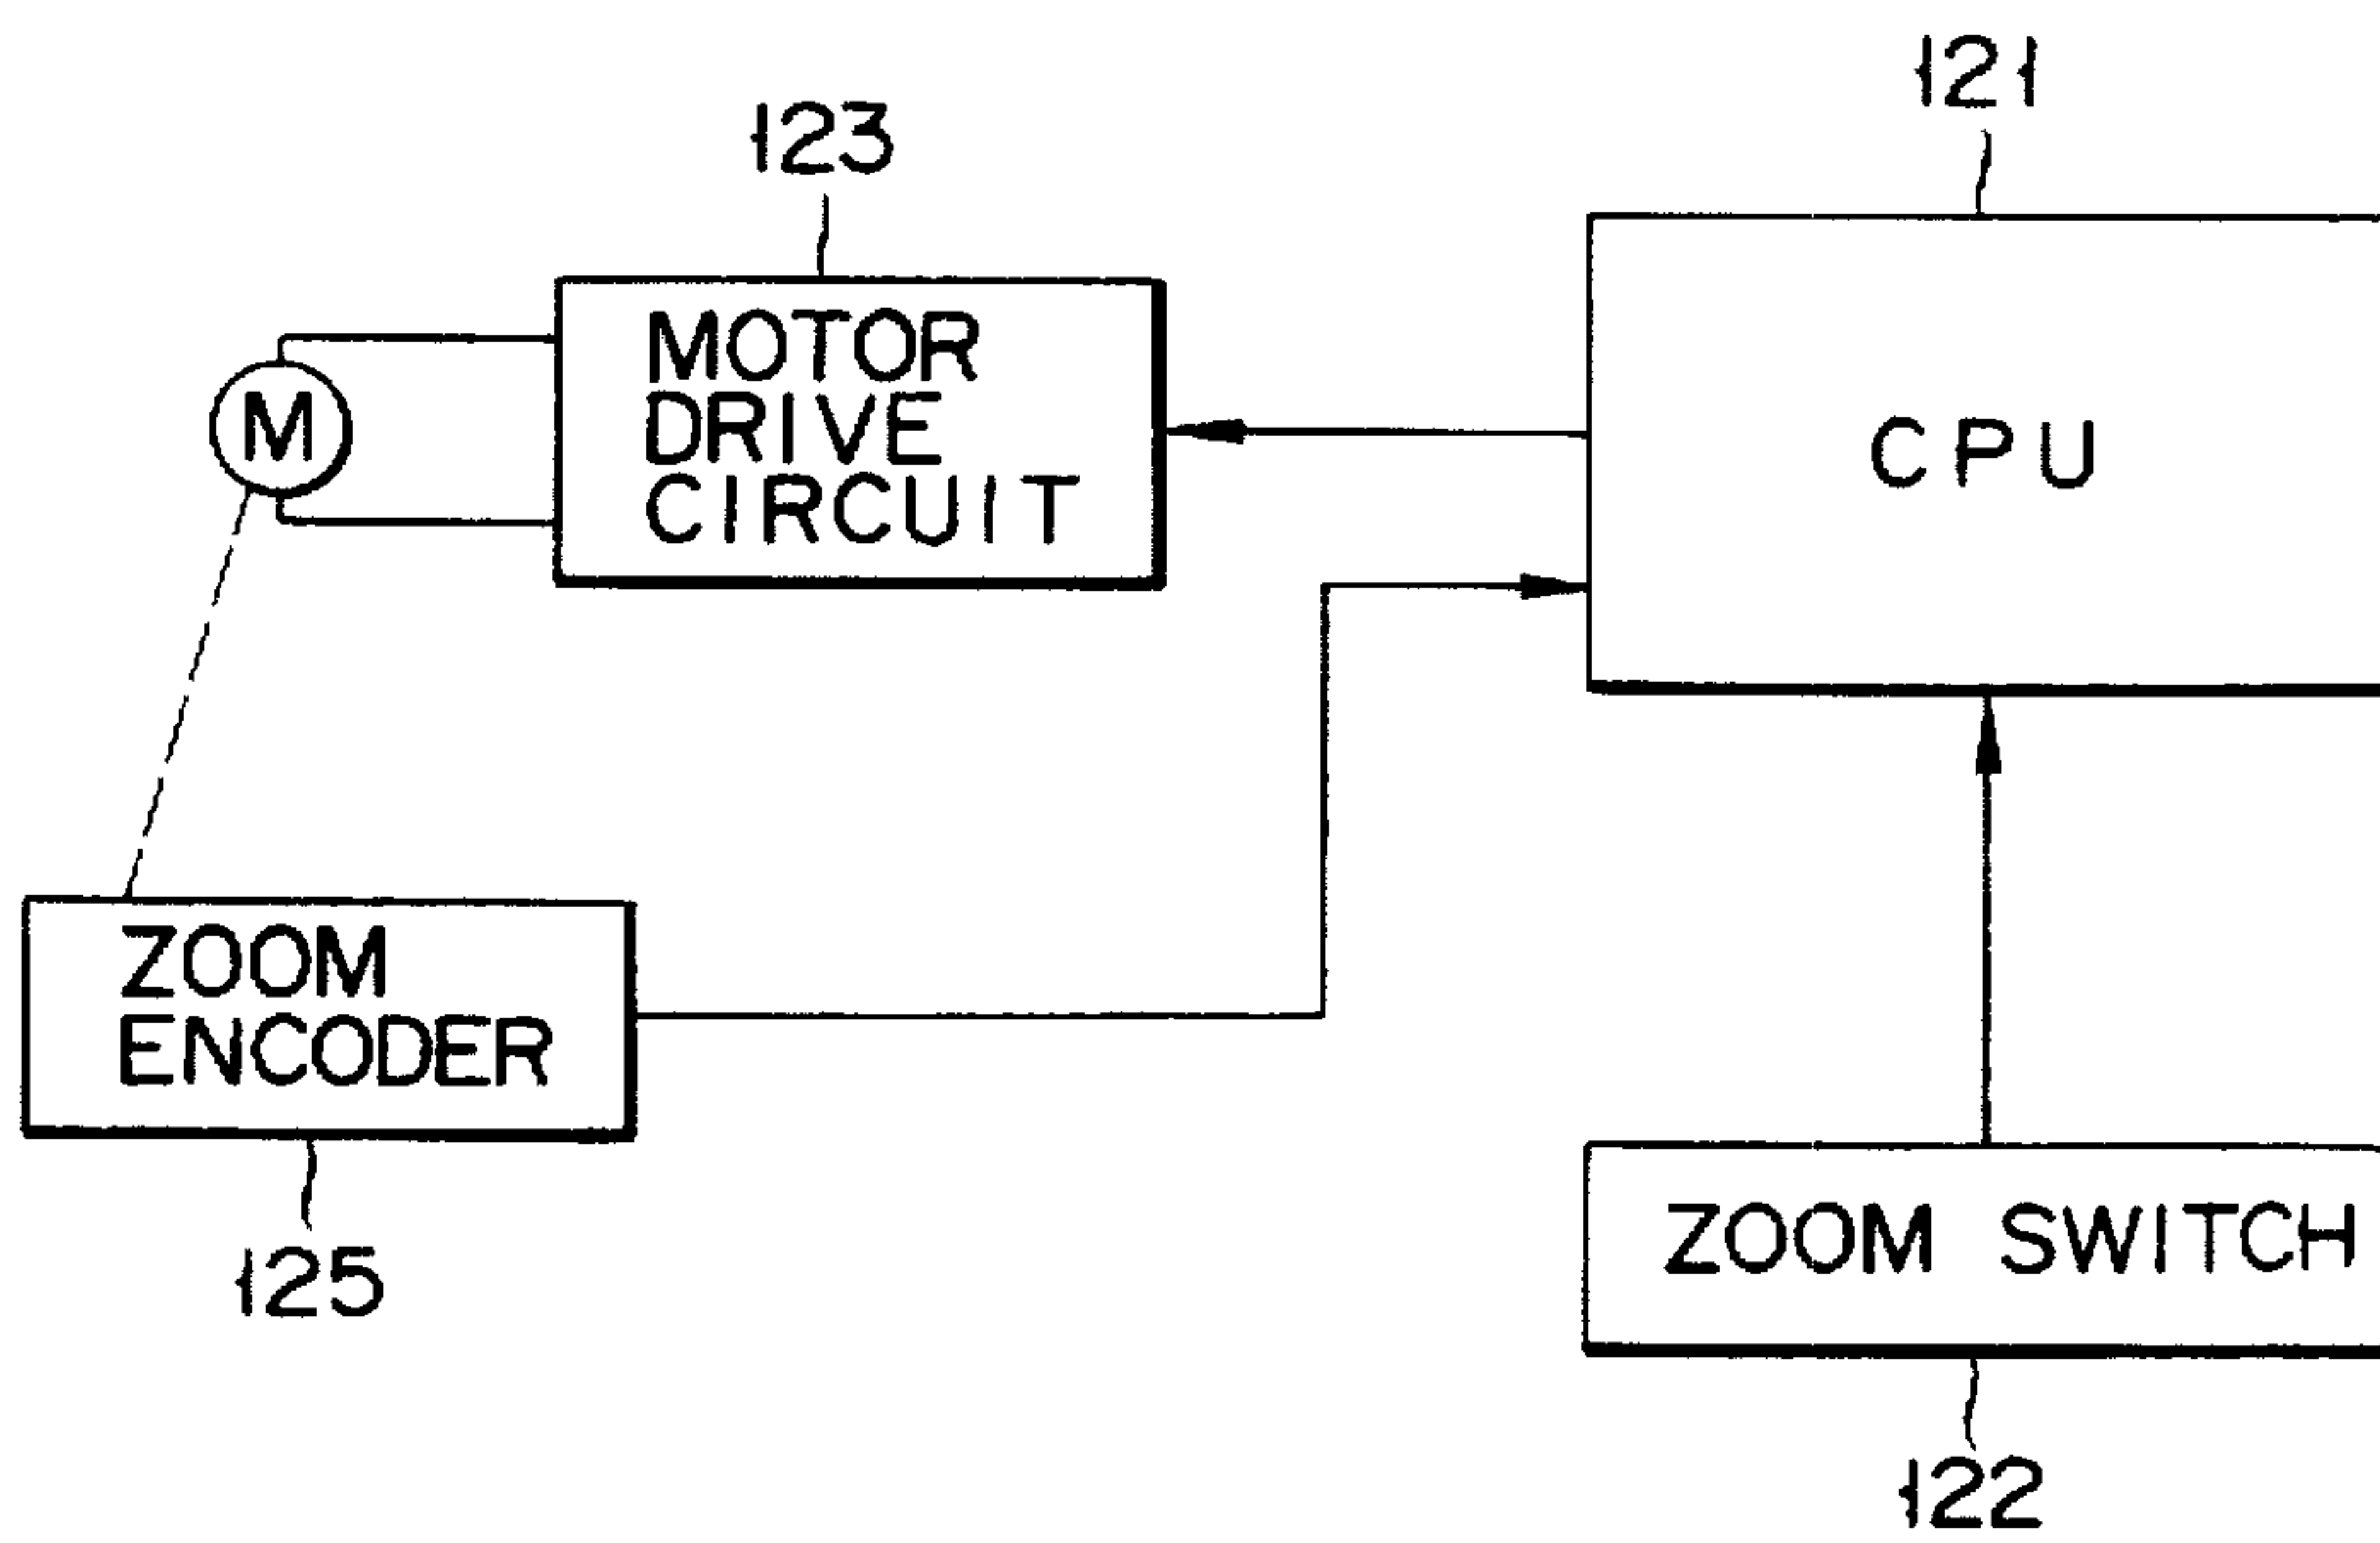 121
123
MOTOR
DRIVE
CIRCUIT
M
CPU
ZOOM
ENCODER
ZOOM SWITCH
125
122